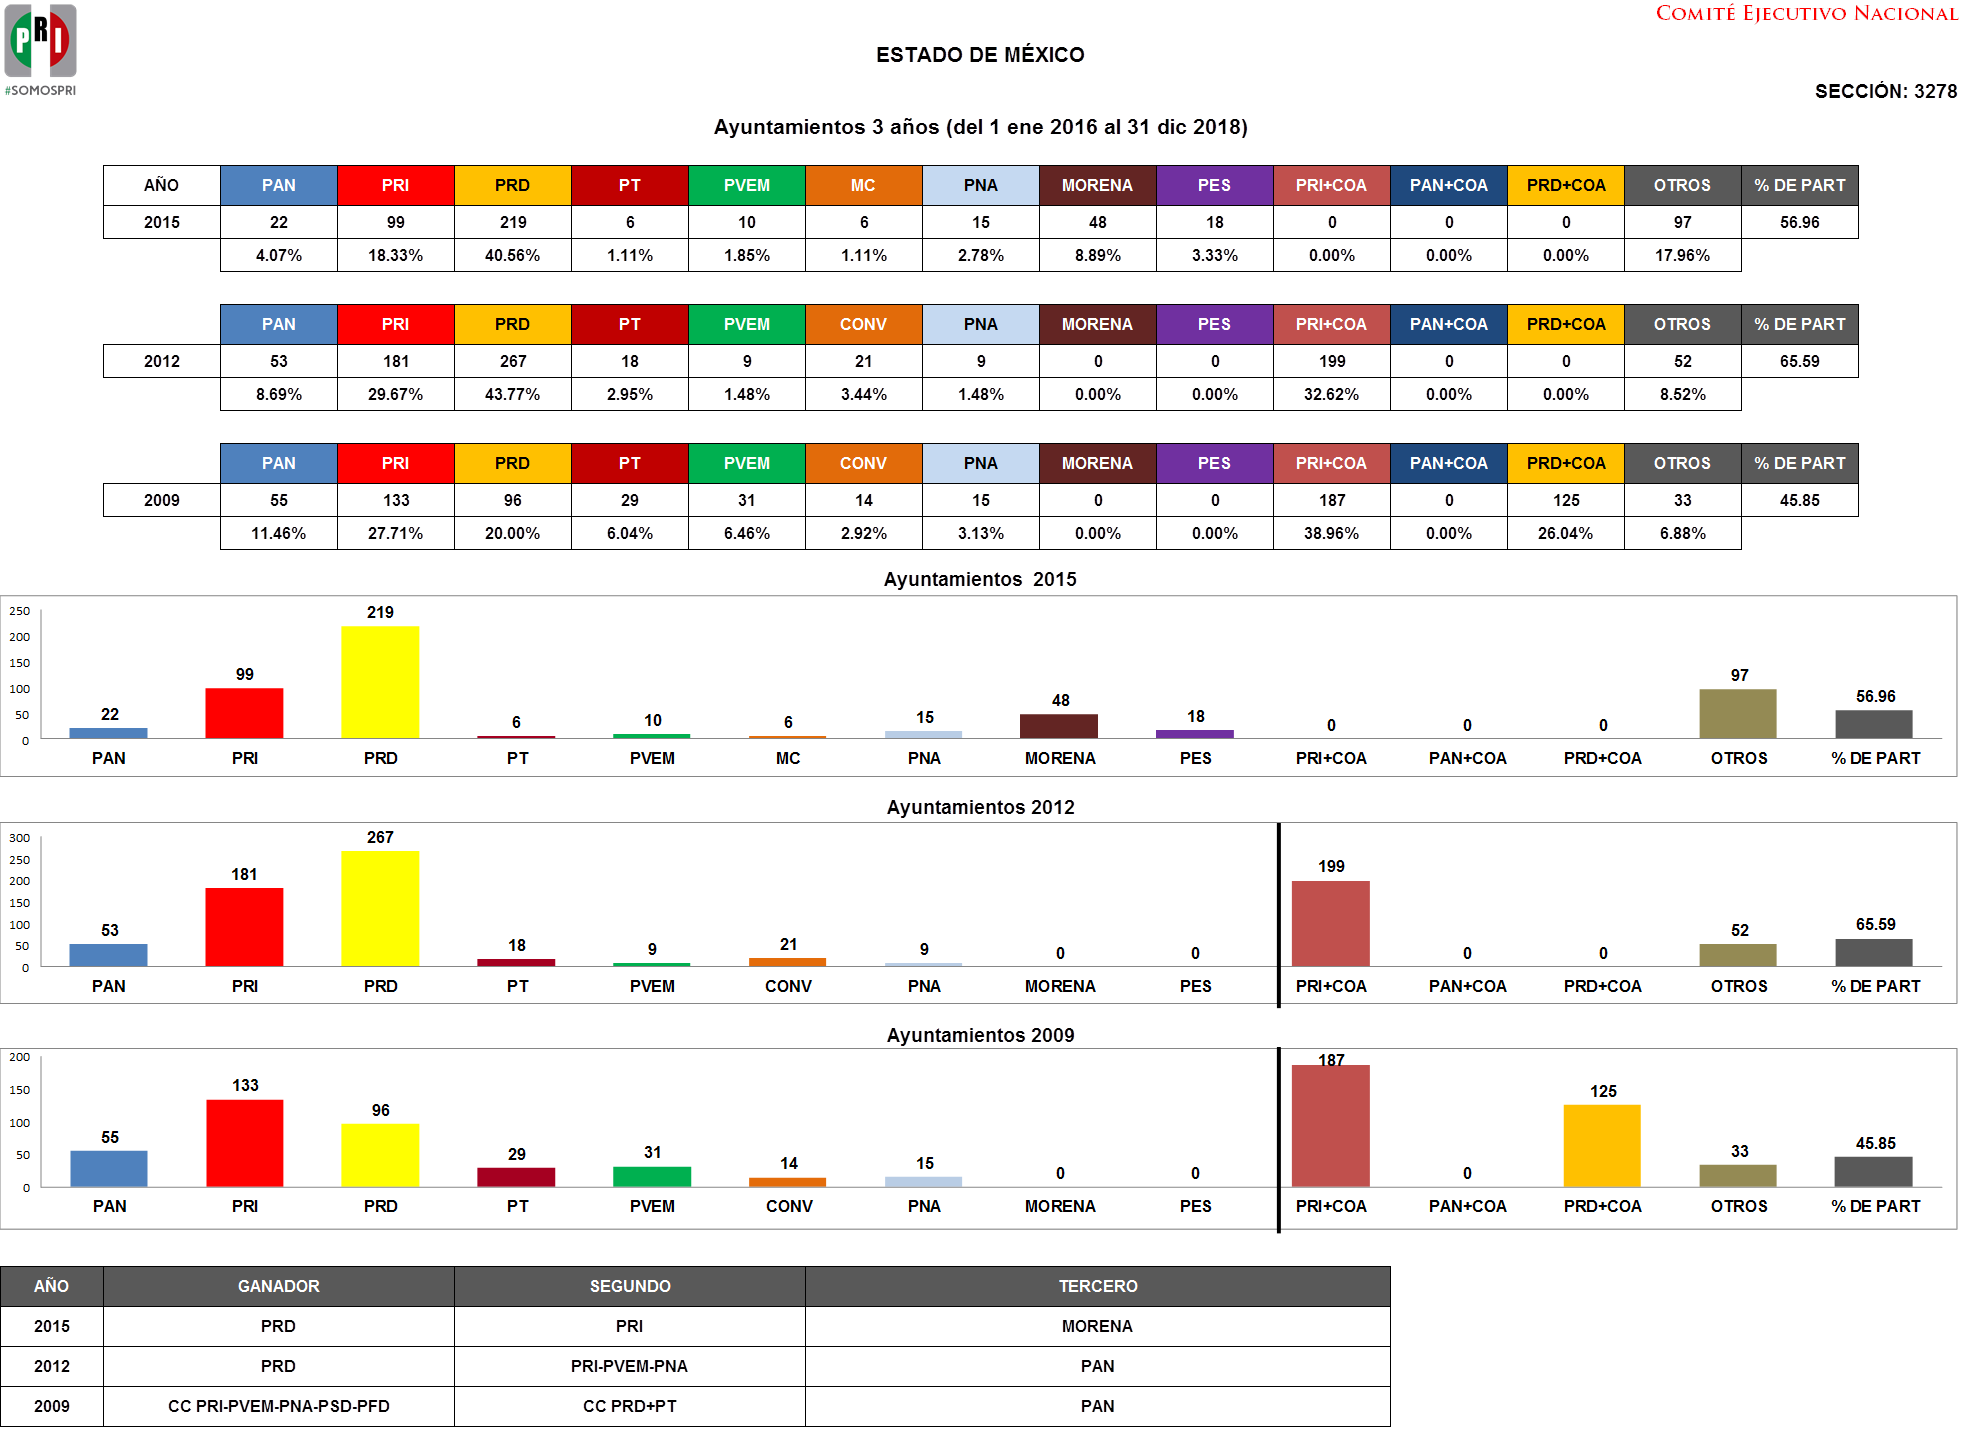 PRI
#SOMOSPRI
COMITÉ EJECUTIVO NACIONAL
ESTADO DE MÉXICO
SECCIÓN: 3278
Ayuntamientos 3 años (del 1 ene 2016 al 31 dic 2018)
AÑO PAN PRI PRD PT PVEM MC PNA MORENA PES PRI+COA PAN+COA PRD+COA OTROS % DE PART
2015 22 99 219 6 10 6 15 48 18 0 0 0 97 56.96
4.07% 18.33% 40.56% 1.11% 1.85% 1.11% 2.78% 8.89% 3.33% 0.00% 0.00% 0.00% 17.96%
PAN PRI PRD PT PVEM CONV PNA MORENA PES PRI+COA PAN+COA PRD+COA OTROS % DE PART
2012 53 181 267 18 9 21 9 0 0 199 0 0 52 65.59
8.69% 29.67% 43.77% 2.95% 1.48% 3.44% 1.48% 0.00% 0.00% 32.62% 0.00% 0.00% 8.52%
PAN PRI PRD PT PVEM CONV PNA MORENA PES PRI+COA PAN+COA PRD+COA OTROS % DE PART
2009 55 133 96 29 31 14 15 0 0 187 0 125 33 45.85
11.46% 27.71% 20.00% 6.04% 6.46% 2.92% 3.13% 0.00% 0.00% 38.96% 0.00% 26.04% 6.88%
Ayuntamientos 2015
250
200
150
100
50
0
22 99 219 6 10 6 15 48 18 0 0 0 97 56.96
PAN PRI PRD PT PVEM MC PNA MORENA PES PRI+COA PAN+COA PRD+COA OTROS % DE PART
Ayuntamientos 2012
300
250
200
150
100
50
0
53 181 267 18 9 21 9 0 0 199 0 0 52 65.59
PAN PRI PRD PT PVEM CONV PNA MORENA PES PRI+COA PAN+COA PRD+COA OTROS % DE PART
Ayuntamientos 2009
200
150
100
50
0
55 133 96 29 31 14 15 0 0 187 0 125 33 45.85
PAN PRI PRD PT PVEM CONV PNA MORENA PES PRI+COA PAN+COA PRD+COA OTROS % DE PART
AÑO GANADOR SEGUNDO TERCERO
2015 PRD PRI MORENA
2012 PRD PRI-PVEM-PNA PAN
2009 CC PRI-PVEM-PNA-PSD-PFD CC PRD+PT PAN